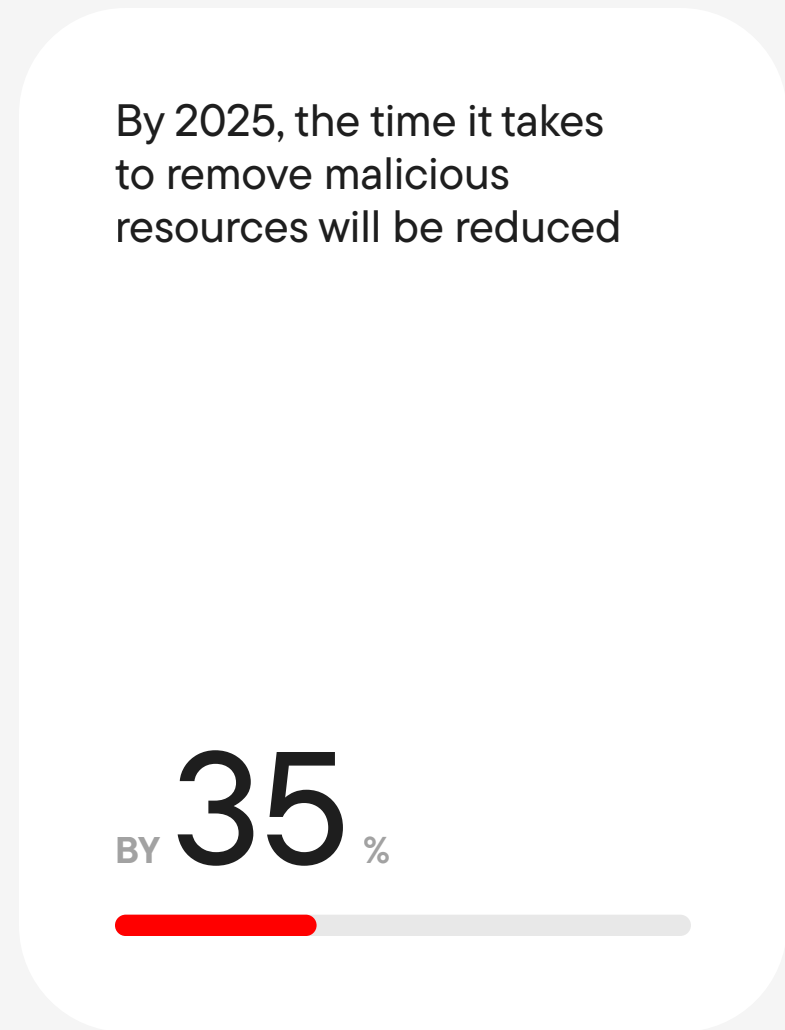 By 2025, the time it takes
to remove malicious
resources will be reduced
BY 35 %